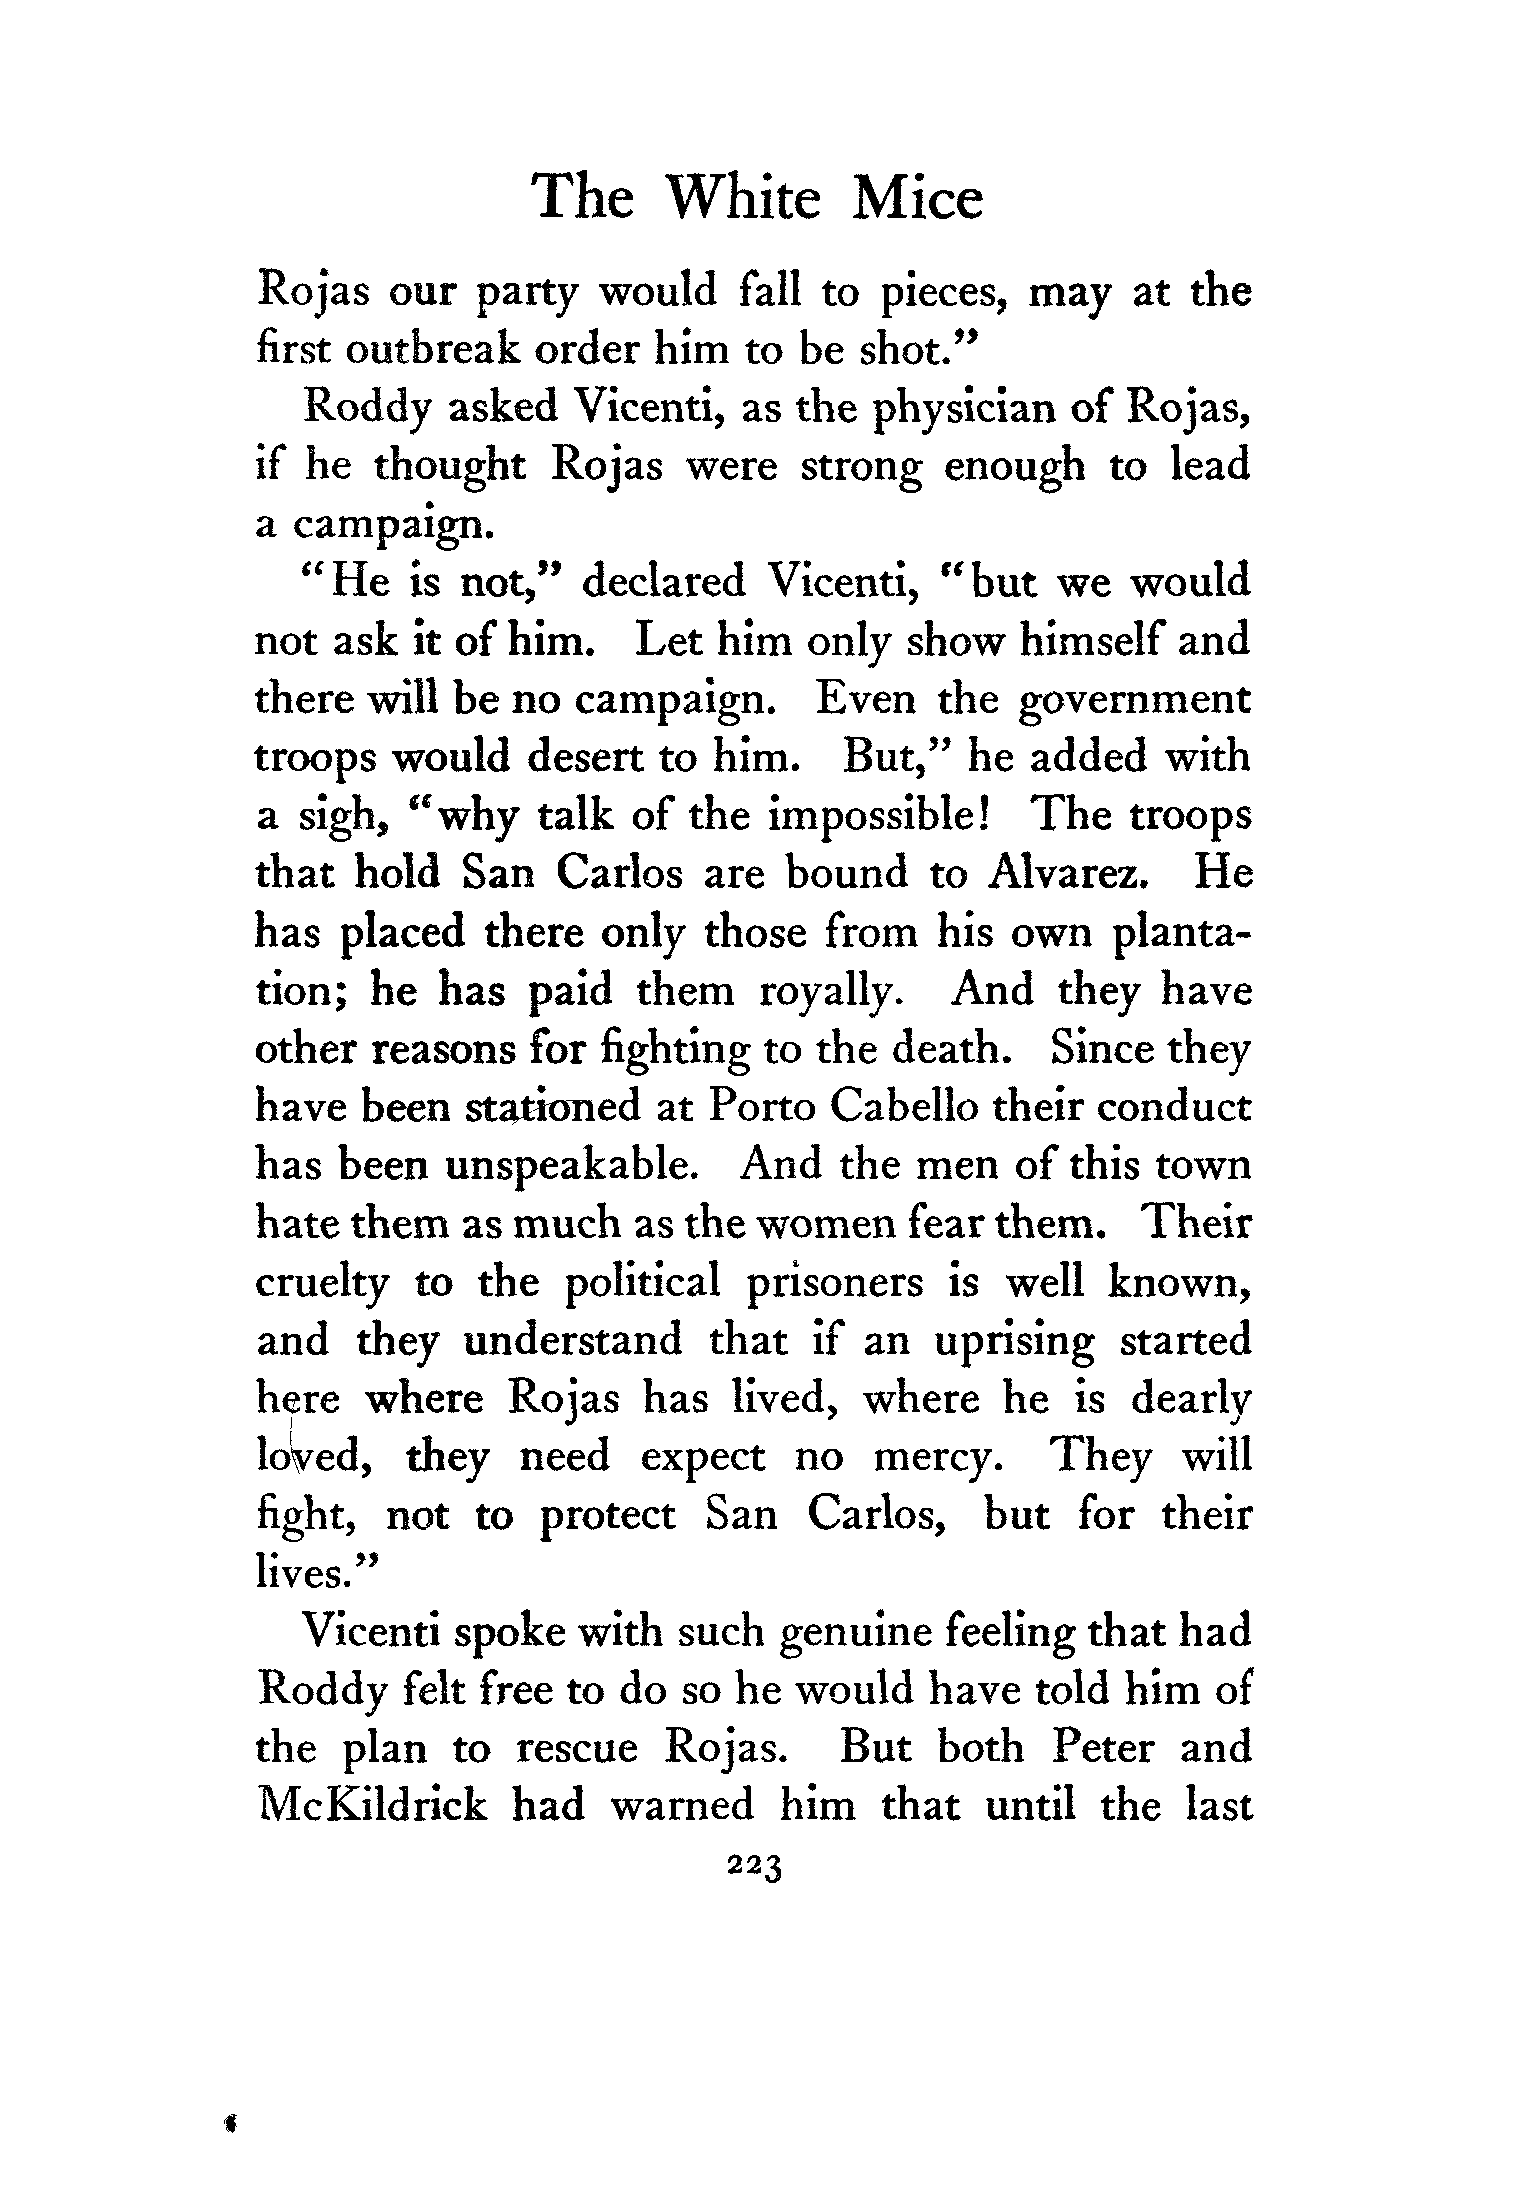 The White Mice
Rojas our party would fall to pieces, may at the
first outbreak order him to be shot.”
Roddy asked Vicenti, as the physician of Rojas,
if he thought Rojas were strong enough to lead
a campaign.
“He is not,” declared Vicenti, “but we would
not ask it of him. Let him only show himself and
there will be no campaign. Even the government
troops would desert to him. But,” he added with
a sigh, “why talk of the impossible! The troops
that hold San Carlos are bound to Alvarez. He
has placed there only those from his own planta-
tion; he has paid them royally. And they have
other reasons for fighting to the death. Since they
have been stationed at Porto Cabello their conduct
has been unspeakable. And the men of this town
hate them as much as the women fear them. Their
cruelty to the political prisoners is well known,
and they understand that if an uprising started
here where Rojas has lived, where he is dearly
loved, they need expect no mercy. They will
fight, not to protect San Carlos, but for their
lives.”
Vicenti spoke with such genuine feeling that had
Roddy felt free to do so he would have told him of
the plan to rescue Rojas. But both Peter and
McKildrick had warned him that until the last
223